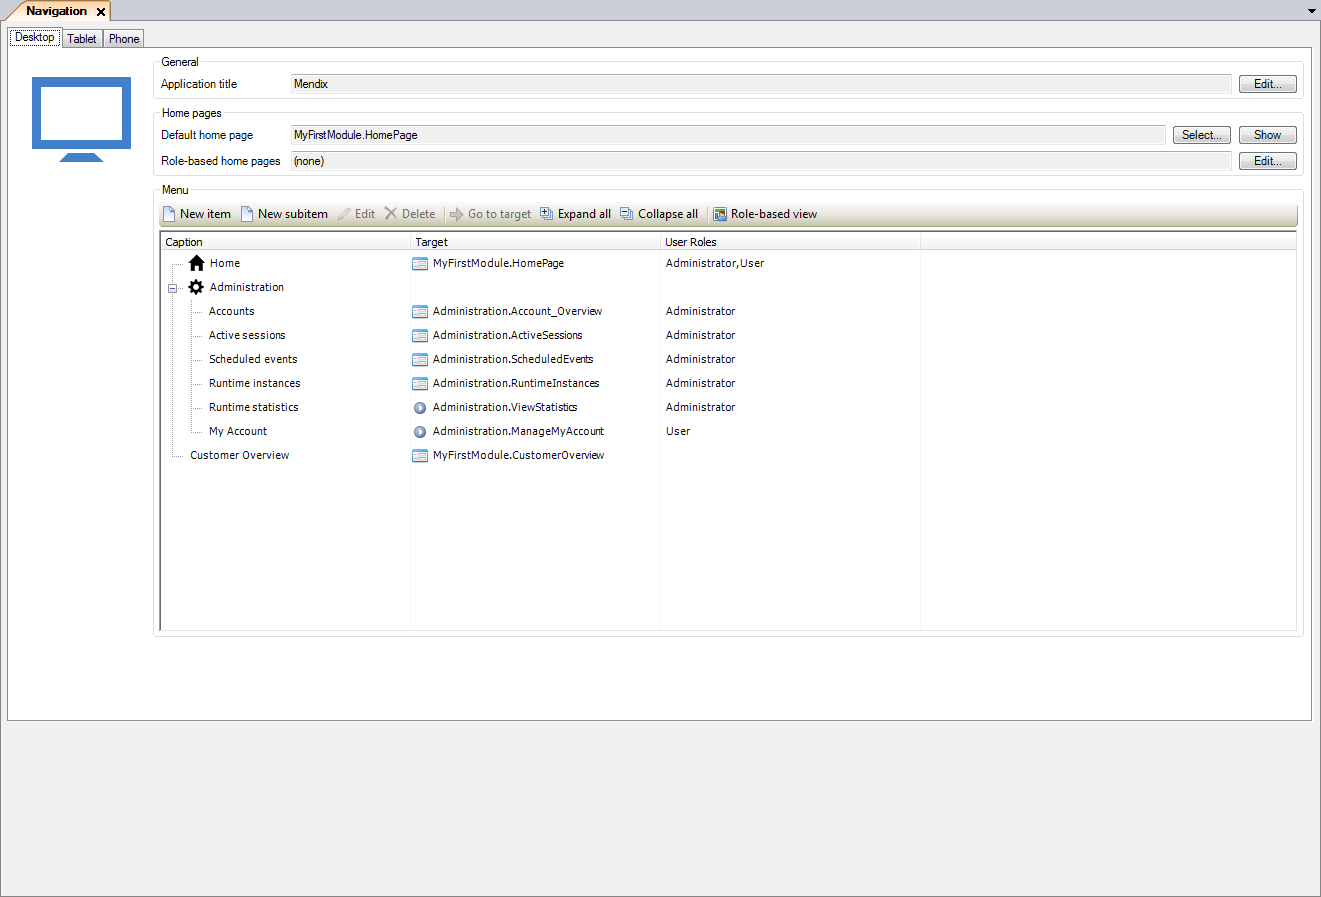 Navigation
Desktop Tablet Phone
General
Application title Mendix Edit...
Home pages
Default home page MyFirstModule.HomePage Select... Show
Role-based home pages (none) Edit...
Menu
New item New subitem Edit Delete Go to target Expand all Collapse all Role-based view
Caption Target User Roles
Home MyFirstModule.HomePage Administrator,User
Administration
Accounts Administration.Account_Overview Administrator
Active sessions Administration.ActiveSessions Administrator
Scheduled events Administration.ScheduledEvents Administrator
Runtime instances Administration.RuntimeInstances Administrator
Runtime statistics Administration.ViewStatistics Administrator
My Account Administration.ManageMyAccount User
Customer Overview MyFirstModule.CustomerOverview